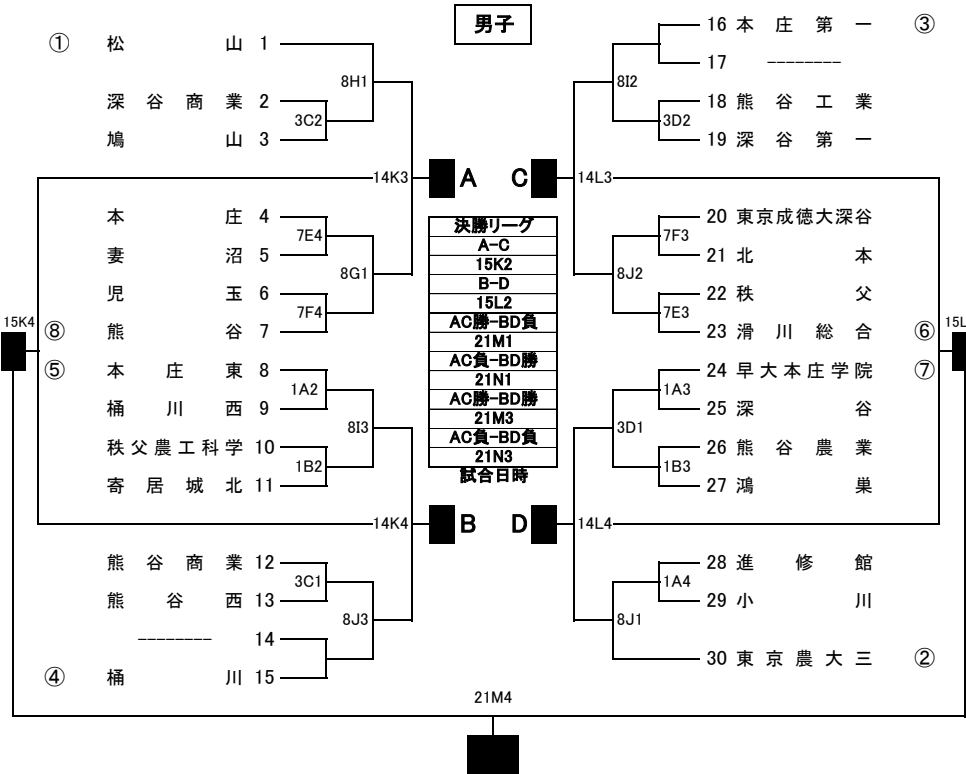 男子
① 松山 1
8H1
深谷商業 2
3C2
鳩山 3
14K3
A
本庄 4
7E4
妻沼 5
8G1
児玉 6
7F4
⑧ 熊谷 7
15K4
⑤ 本庄東 8
1A2
桶川西 9
8I3
秩父農工科学 10
1B2
寄居城北 11
14K4
B
熊谷商業 12
3C1
熊谷西 13
8J3
-------- 14
④ 桶川 15
決勝リーグ
A-C
15K2
B-D
15L2
AC勝-BD負
21M1
AC負-BD勝
21N1
AC勝-BD勝
21M3
AC負-BD負
21N3
試合日時
16 本庄第一 ③
17 --------
8I2
18 熊谷工業
3D2
19 深谷第一
C
14L3
20 東京成徳大深谷
7F3
21 北本
8J2
22 秩父
7E3
23 滑川総合 ⑥
15L
24 早大本庄学院 ⑦
1A3
25 深谷
3D1
26 熊谷農業
1B3
27 鴻巣
D
14L4
28 進修館
1A4
29 小川
8J1
30 東京農大三 ②
21M4